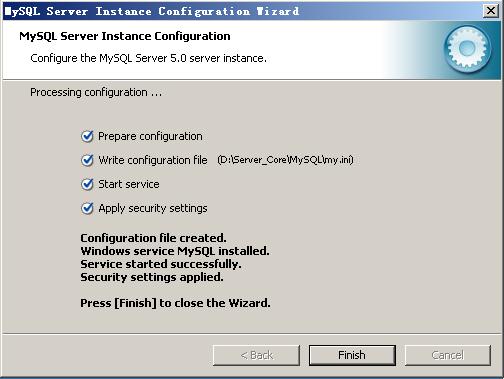 MySQL Server Instance Configuration Wizard
MySQL Server Instance Configuration
Configure the MySQL Server 5.0 server instance.
Processing configuration ...
Prepare configuration
Write configuration file (D:\Server_Core\MySQL\my.ini)
Start service
Apply security settings
Configuration file created.
Windows service MySQL installed.
Service started successfully.
Security settings applied.
Press [Finish] to close the Wizard.
< Back Finish Cancel